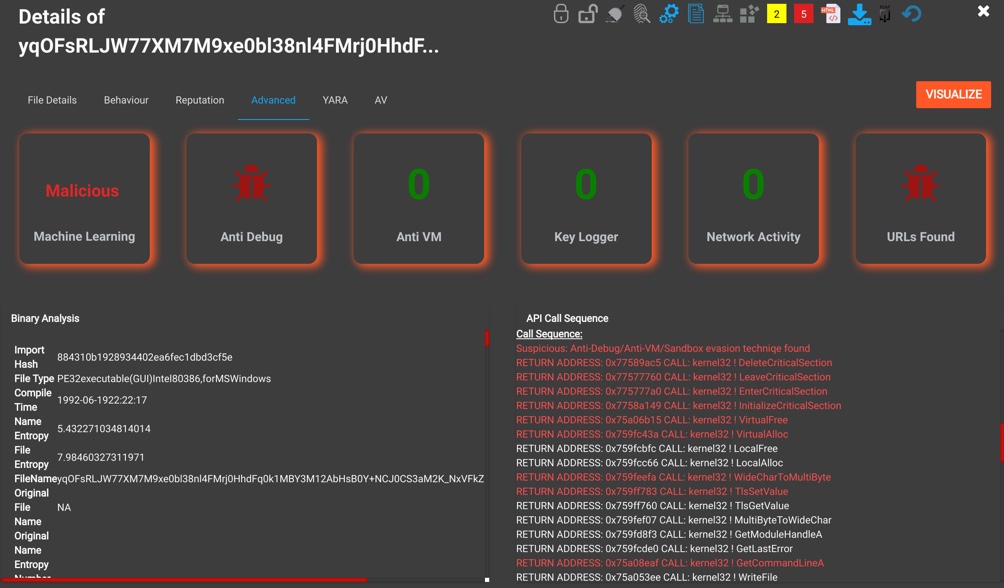 Details of
yqOFsRLJW77XM7M9xe0bl38nl4FMrj0HhdF...
2
5
File Details
Behaviour
Reputation
Advanced
YARA
AV
VISUALIZE
Malicious
Machine Learning
Anti Debug
0
Anti VM
0
Key Logger
0
Network Activity
URLs Found
Binary Analysis
Import Hash 884310b1928934402ea6fec1dbd3cf5e
File Type PE32executable(GUI)Intel80386,forMSWindows
Compile Time 1992-06-1922:22:17
Name Entropy 5.432271034814014
File Entropy 7.98460327311971
FileNameyqOFsRLJW77XM7M9xe0bl38nl4FMrj0HhdFq0k1MBY3M12AbHsB0Y+NCJ0CS3aM2K_NxVFkZ
Original File Name NA
Original Name Entropy
Number
API Call Sequence
Call Sequence:
Suspicious: Anti-Debug/Anti-VM/Sandbox evasion techniqe found
RETURN ADDRESS: 0x77589ac5 CALL: kernel32 ! DeleteCriticalSection
RETURN ADDRESS: 0x77577760 CALL: kernel32 ! LeaveCriticalSection
RETURN ADDRESS: 0x775777a0 CALL: kernel32 ! EnterCriticalSection
RETURN ADDRESS: 0x7758a149 CALL: kernel32 ! InitializeCriticalSection
RETURN ADDRESS: 0x75a06b15 CALL: kernel32 ! VirtualFree
RETURN ADDRESS: 0x759fc43a CALL: kernel32 ! VirtualAlloc
RETURN ADDRESS: 0x759fcbfc CALL: kernel32 ! LocalFree
RETURN ADDRESS: 0x759fcc66 CALL: kernel32 ! LocalAlloc
RETURN ADDRESS: 0x759feefa CALL: kernel32 ! WideCharToMultiByte
RETURN ADDRESS: 0x759ff783 CALL: kernel32 ! TlsSetValue
RETURN ADDRESS: 0x759ff760 CALL: kernel32 ! TlsGetValue
RETURN ADDRESS: 0x759fef07 CALL: kernel32 ! MultiByteToWideChar
RETURN ADDRESS: 0x759fd8f3 CALL: kernel32 ! GetModuleHandleA
RETURN ADDRESS: 0x759fcde0 CALL: kernel32 ! GetLastError
RETURN ADDRESS: 0x75a08eaf CALL: kernel32 ! GetCommandLineA
RETURN ADDRESS: 0x75a053ee CALL: kernel32 ! WriteFile